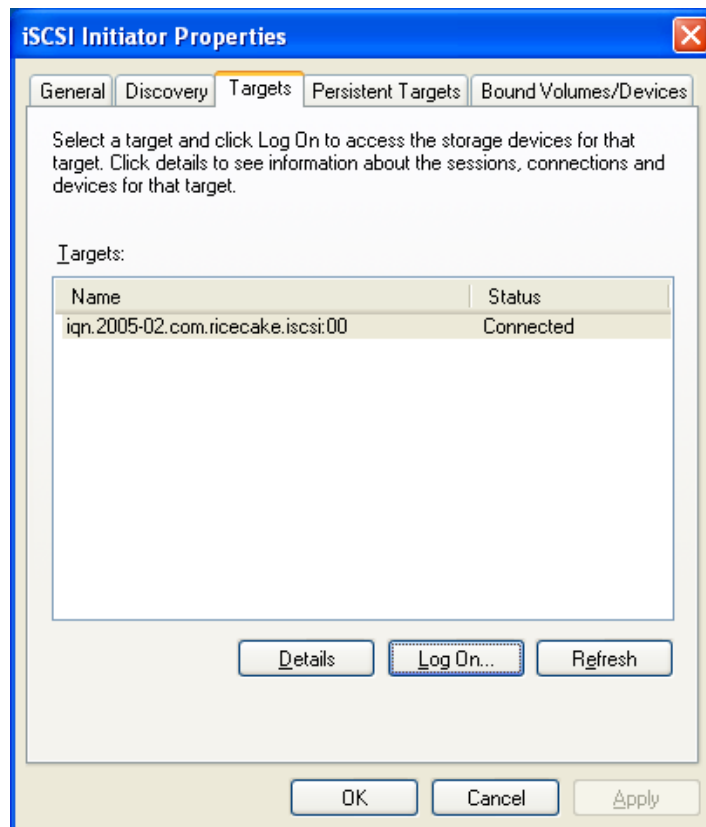 iSCSI Initiator Properties
General Discovery Targets Persistent Targets Bound Volumes/Devices
Select a target and click Log On to access the storage devices for that
target. Click details to see information about the sessions, connections and
devices for that target.
Targets:
Name Status
iqn.2005-02.com.ricecake.iscsi:00 Connected
Details Log On... Refresh
OK Cancel Apply